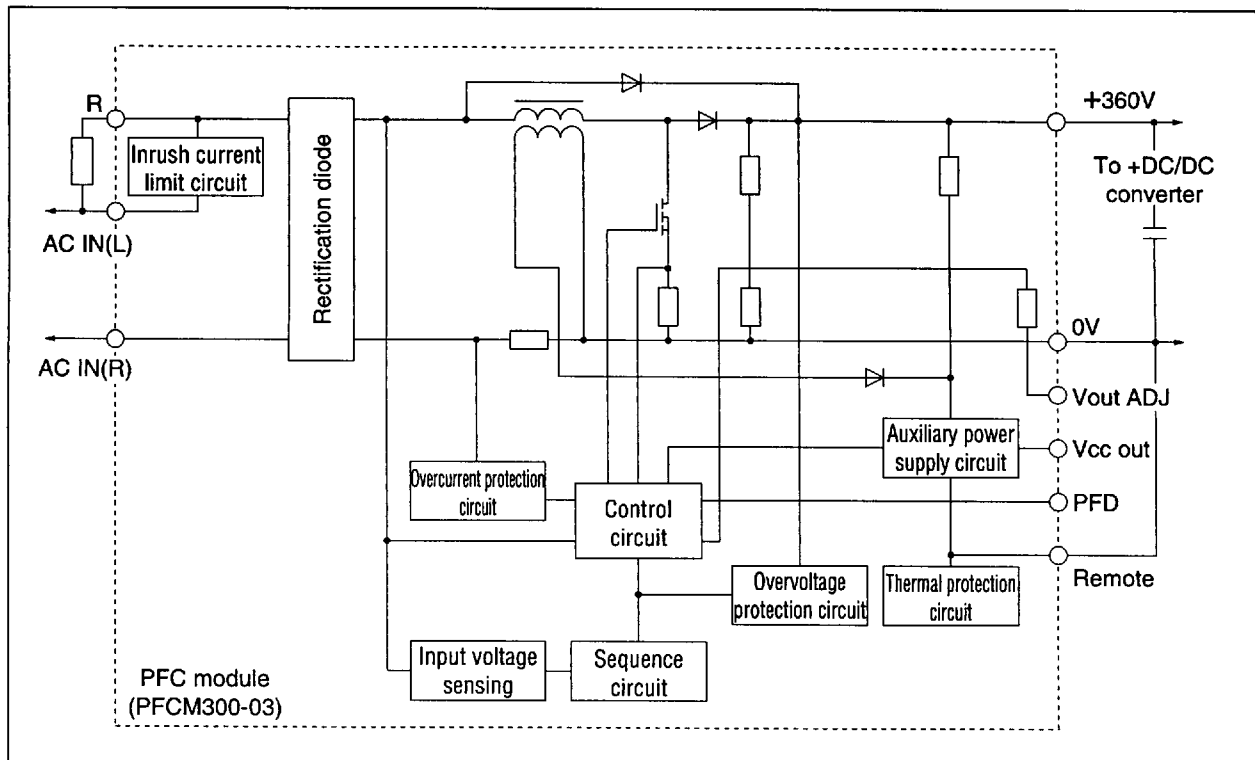 R
Inrush current
limit circuit
AC IN(L)
AC IN(R)
Rectification diode
+360V
To +DC/DC
converter
0V
Vout ADJ
Auxiliary power
supply circuit
Vcc out
Overcurrent protection
circuit
Control
circuit
PFD
Overvoltage
protection circuit
Thermal protection
circuit
Remote
Input voltage
sensing
Sequence
circuit
PFC module
(PFCM300-03)